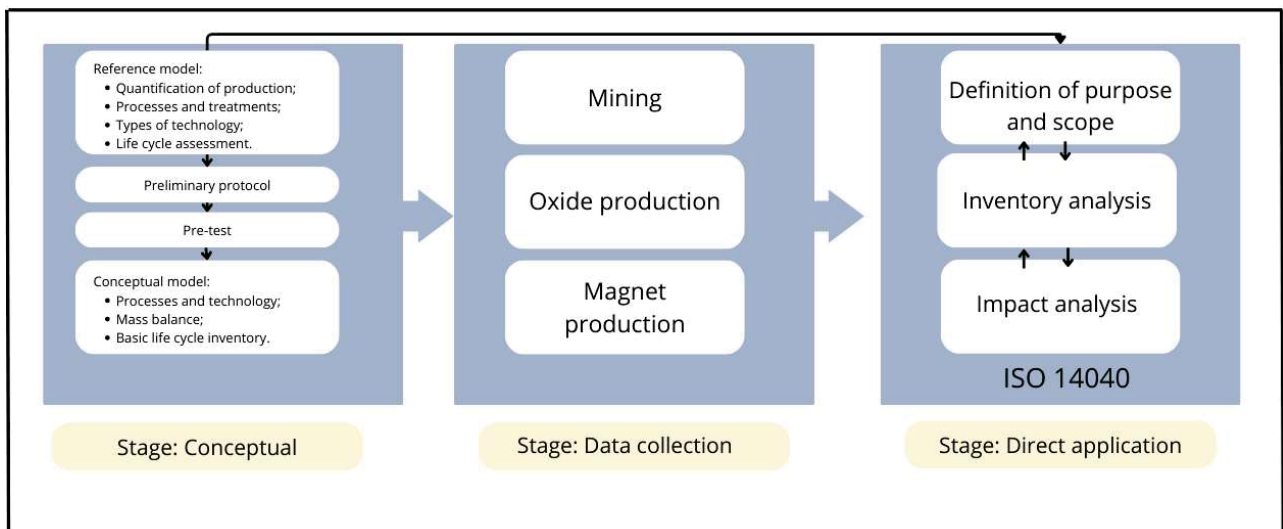 Reference model:
• Quantification of production;
• Processes and treatments;
• Types of technology;
• Life cycle assessment.
Preliminary protocol
Pre-test
Conceptual model:
• Processes and technology;
• Mass balance;
• Basic life cycle inventory.
Stage: Conceptual
Mining
Oxide production
Magnet
production
Stage: Data collection
Definition of purpose
and scope
Inventory analysis
Impact analysis
ISO 14040
Stage: Direct application